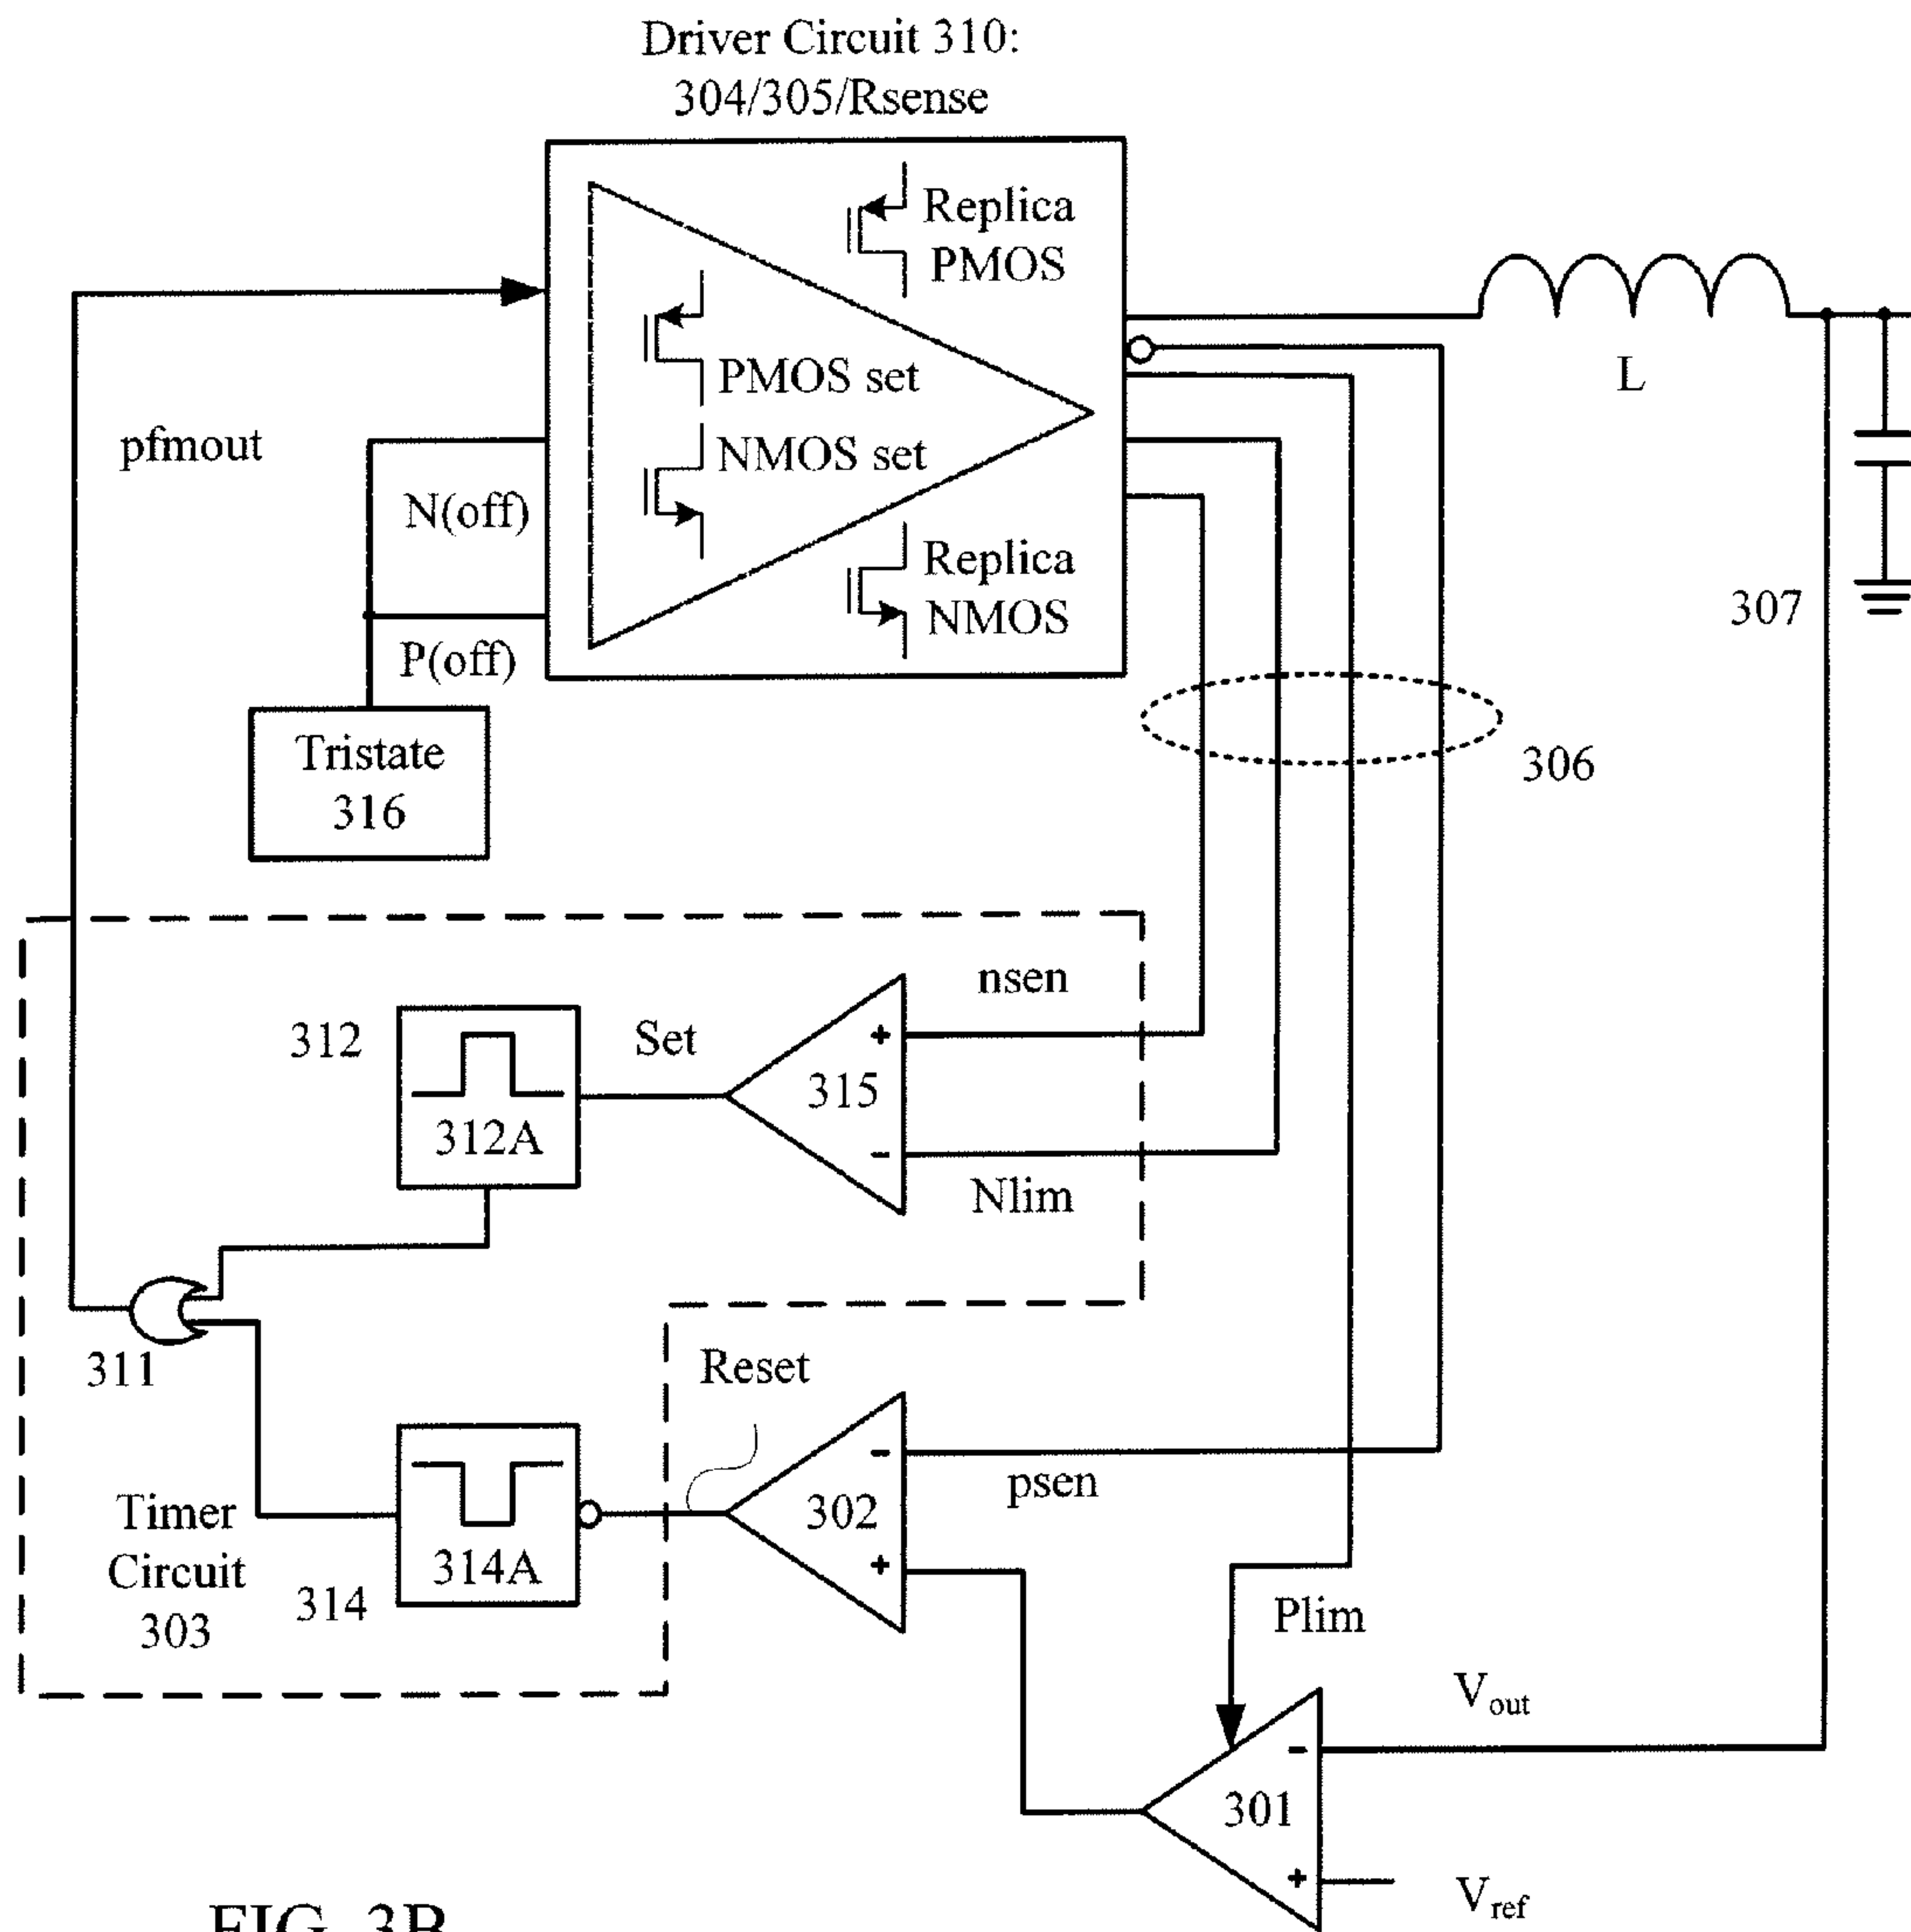 Driver Circuit 310:
304/305/Rsense
Replica
PMOS
PMOS set
NMOS set
Replica
NMOS
pfmout
N(off)
P(off)
Tristate
316
L
307
306
312
312A
Set
315
+
-
nsen
Nlim
311
Reset
Timer
Circuit
303
314
314A
302
-
+
psen
Plim
301
-
+
Vout
Vref
FIG. 3B